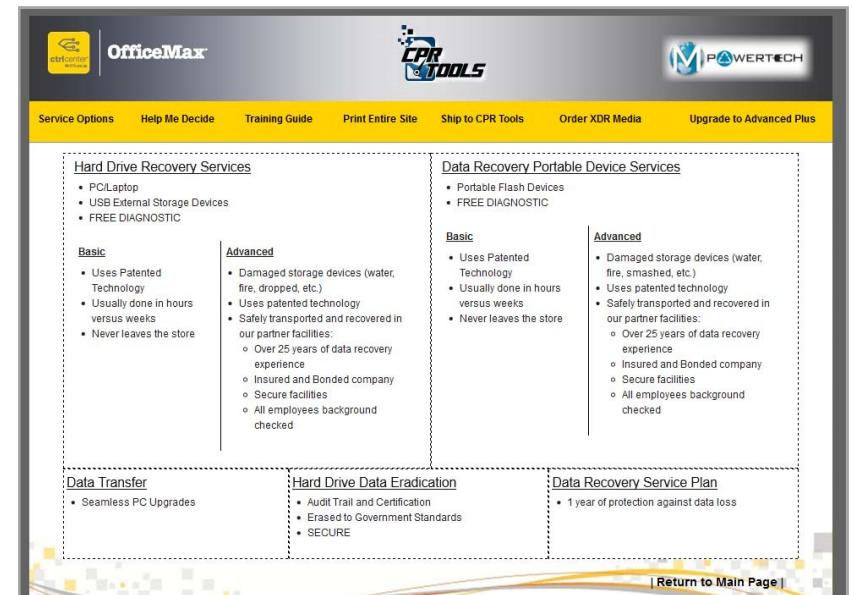 ctrlcenter
OfficeMax
CPR TOOLS
MPOWERTECH
Service Options
Help Me Decide
Training Guide
Print Entire Site
Ship to CPR Tools
Order XDR Media
Upgrade to Advanced Plus
Hard Drive Recovery Services
• PC/Laptop
• USB External Storage Devices
• FREE DIAGNOSTIC
Basic
• Uses Patented
Technology
• Usually done in hours
versus weeks
• Never leaves the store
Advanced
• Damaged storage devices (water,
fire, dropped, etc.)
• Uses patented technology
• Safely transported and recovered in
our partner facilities:
o Over 25 years of data recovery
experience
o Insured and Bonded company
o Secure facilities
o All employees background
checked
Data Recovery Portable Device Services
• Portable Flash Devices
• FREE DIAGNOSTIC
Basic
• Uses Patented
Technology
• Usually done in hours
versus weeks
• Never leaves the store
Advanced
• Damaged storage devices (water,
fire, smashed, etc.)
• Uses patented technology
• Safely transported and recovered in
our partner facilities:
o Over 25 years of data recovery
experience
o Insured and Bonded company
o Secure facilities
o All employees background
checked
Data Transfer
• Seamless PC Upgrades
Hard Drive Data Eradication
• Audit Trail and Certification
• Erased to Government Standards
• SECURE
Data Recovery Service Plan
• 1 year of protection against data loss
| Return to Main Page |